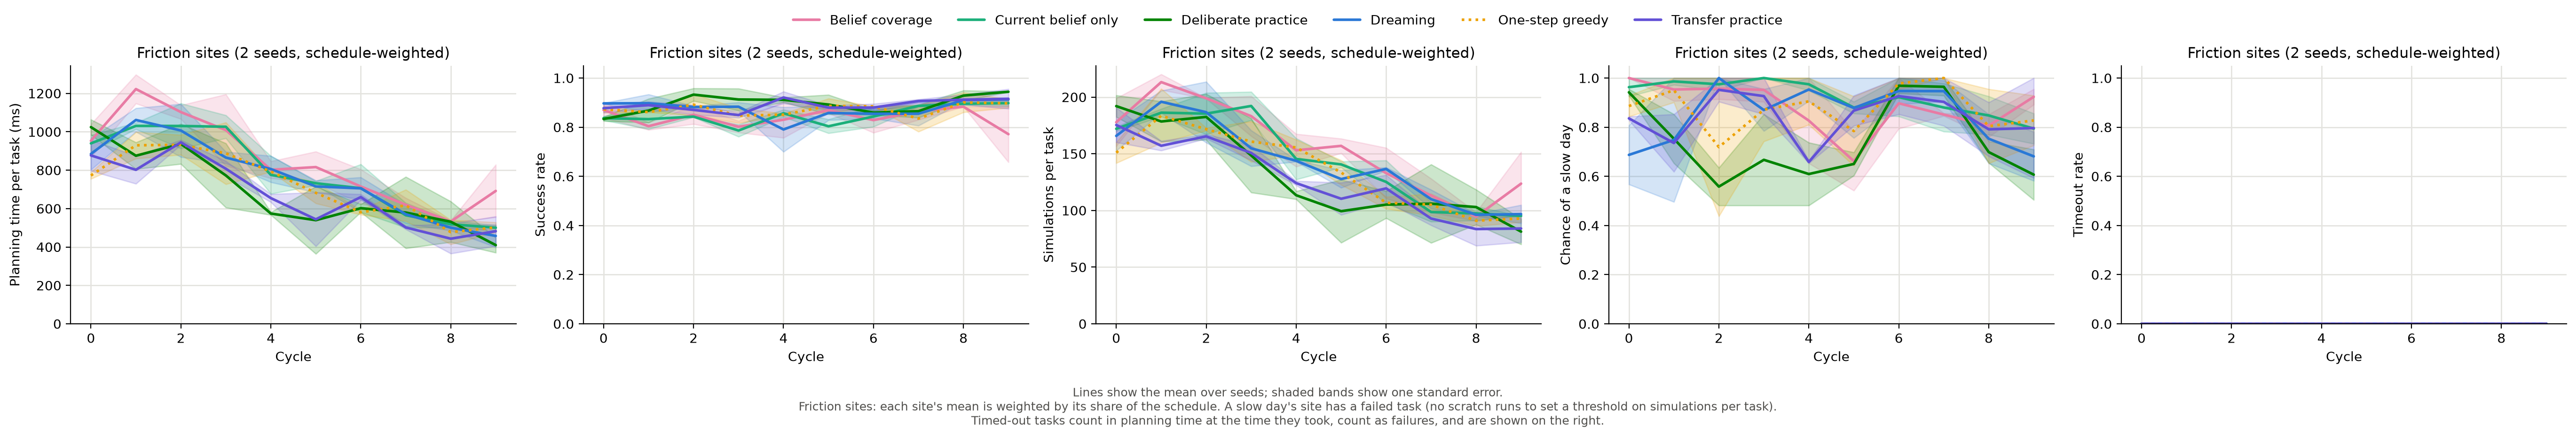 Belief coverage Current belief only Deliberate practice Dreaming One-step greedy Transfer practice
Friction sites (2 seeds, schedule-weighted)
Planning time per task (ms)
0
200
400
600
800
1000
1200
0 2 4 6 8
Cycle
Friction sites (2 seeds, schedule-weighted)
Success rate
0.0
0.2
0.4
0.6
0.8
1.0
0 2 4 6 8
Cycle
Friction sites (2 seeds, schedule-weighted)
Simulations per task
0
50
100
150
200
0 2 4 6 8
Cycle
Friction sites (2 seeds, schedule-weighted)
Chance of a slow day
0.0
0.2
0.4
0.6
0.8
1.0
0 2 4 6 8
Cycle
Friction sites (2 seeds, schedule-weighted)
Timeout rate
0.0
0.2
0.4
0.6
0.8
1.0
0 2 4 6 8
Cycle
Lines show the mean over seeds; shaded bands show one standard error.
Friction sites: each site's mean is weighted by its share of the schedule. A slow day's site has a failed task (no scratch runs to set a threshold on simulations per task).
Timed-out tasks count in planning time at the time they took, count as failures, and are shown on the right.